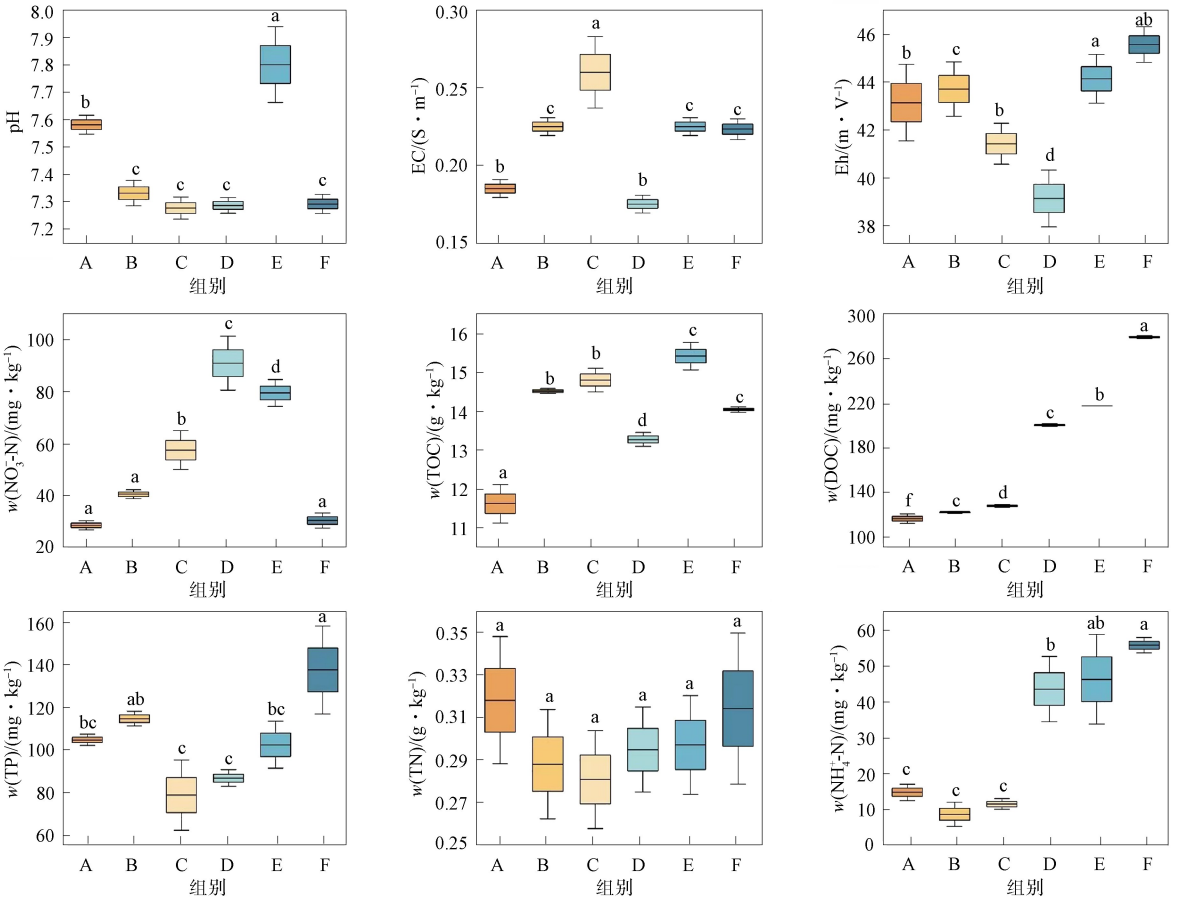 pH
8.0
7.9
7.8
7.7
7.6
7.5
7.4
7.3
7.2
b c c c a c
A B C D E F
组别
EC/(S·m⁻¹)
0.30
0.25
0.20
0.15
b c a b c c
A B C D E F
组别
Eh/(m·V⁻¹)
46
44
42
40
38
b c b d a ab
A B C D E F
组别
w(NO₃⁻-N)/(mg·kg⁻¹)
100
80
60
40
20
a a b c d a
A B C D E F
组别
w(TOC)/(g·kg⁻¹)
16
15
14
13
12
11
a b b d c c
A B C D E F
组别
w(DOC)/(mg·kg⁻¹)
300
260
220
180
140
100
f c d c b a
A B C D E F
组别
w(TP)/(mg·kg⁻¹)
160
140
120
100
80
60
bc ab c c bc a
A B C D E F
组别
w(TN)/(g·kg⁻¹)
0.35
0.33
0.31
0.29
0.27
0.25
a a a a a a
A B C D E F
组别
w(NH₄⁺-N)/(mg·kg⁻¹)
60
50
40
30
20
10
0
c c c b ab a
A B C D E F
组别